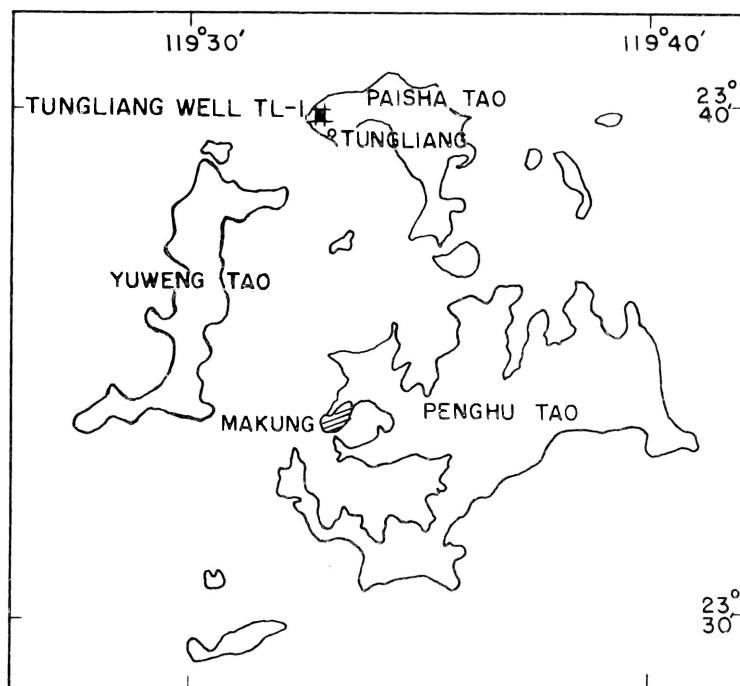 119°30'
119°40'
TUNGLIANG WELL TL-1
PAISHA TAO
23°
40'
TUNGLIANG
YUWENG TAO
MAKUNG
PENGHU TAO
23°
30'